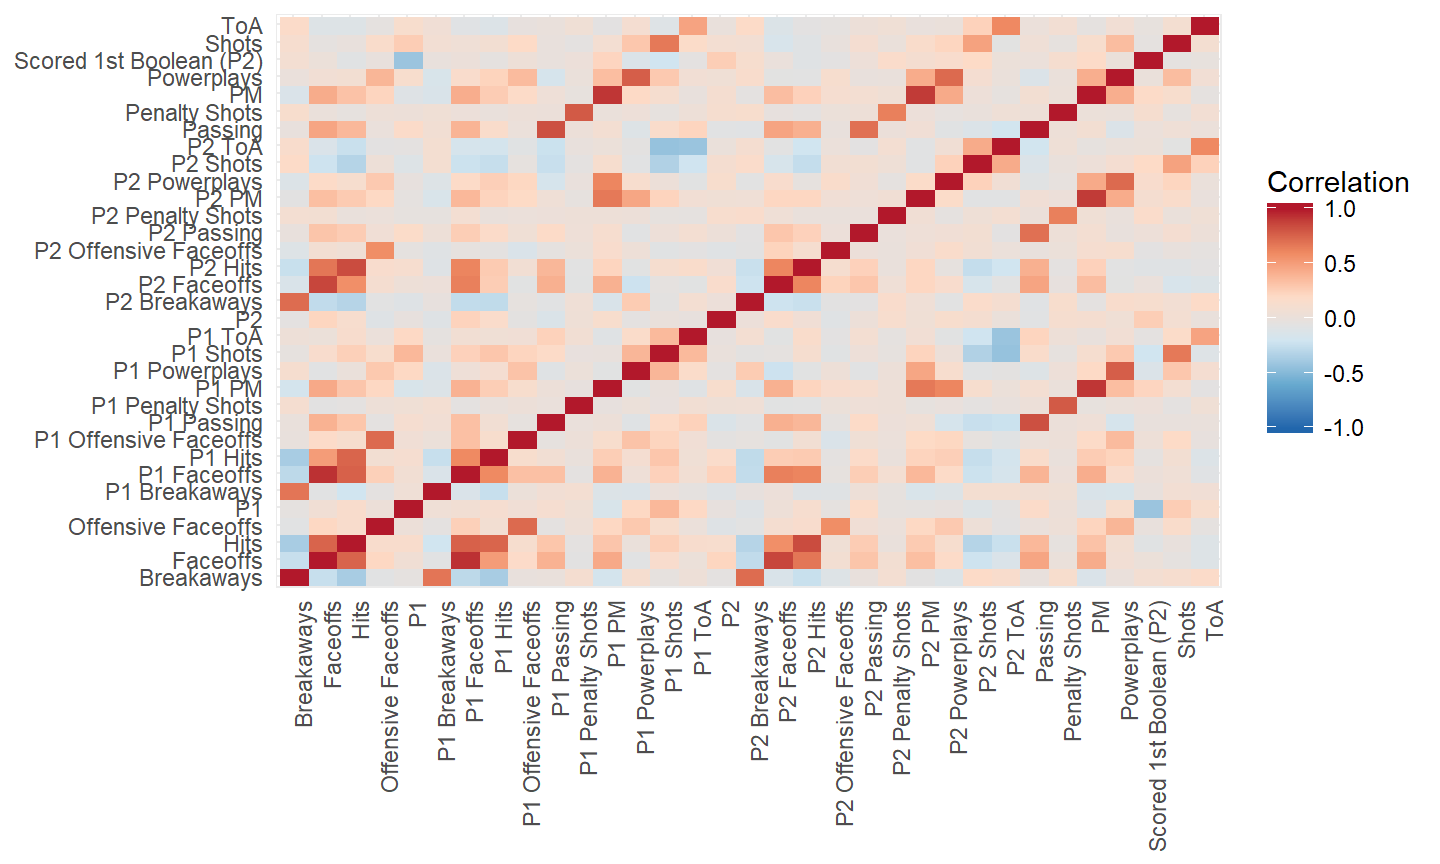 ToA
Shots
Scored 1st Boolean (P2)
Powerplays
PM
Penalty Shots
Passing
P2 ToA
P2 Shots
P2 Powerplays
P2 PM
P2 Penalty Shots
P2 Passing
P2 Offensive Faceoffs
P2 Hits
P2 Faceoffs
P2 Breakaways
P2
P1 ToA
P1 Shots
P1 Powerplays
P1 PM
P1 Penalty Shots
P1 Passing
P1 Offensive Faceoffs
P1 Hits
P1 Faceoffs
P1 Breakaways
P1
Offensive Faceoffs
Hits
Faceoffs
Breakaways
Breakaways
Faceoffs
Hits
Offensive Faceoffs
P1
P1 Breakaways
P1 Faceoffs
P1 Hits
P1 Offensive Faceoffs
P1 Passing
P1 Penalty Shots
P1 PM
P1 Powerplays
P1 Shots
P1 ToA
P2
P2 Breakaways
P2 Faceoffs
P2 Hits
P2 Offensive Faceoffs
P2 Passing
P2 Penalty Shots
P2 PM
P2 Powerplays
P2 Shots
P2 ToA
Passing
Penalty Shots
PM
Powerplays
Scored 1st Boolean (P2)
Shots
ToA
Correlation
1.0
0.5
0.0
-0.5
-1.0